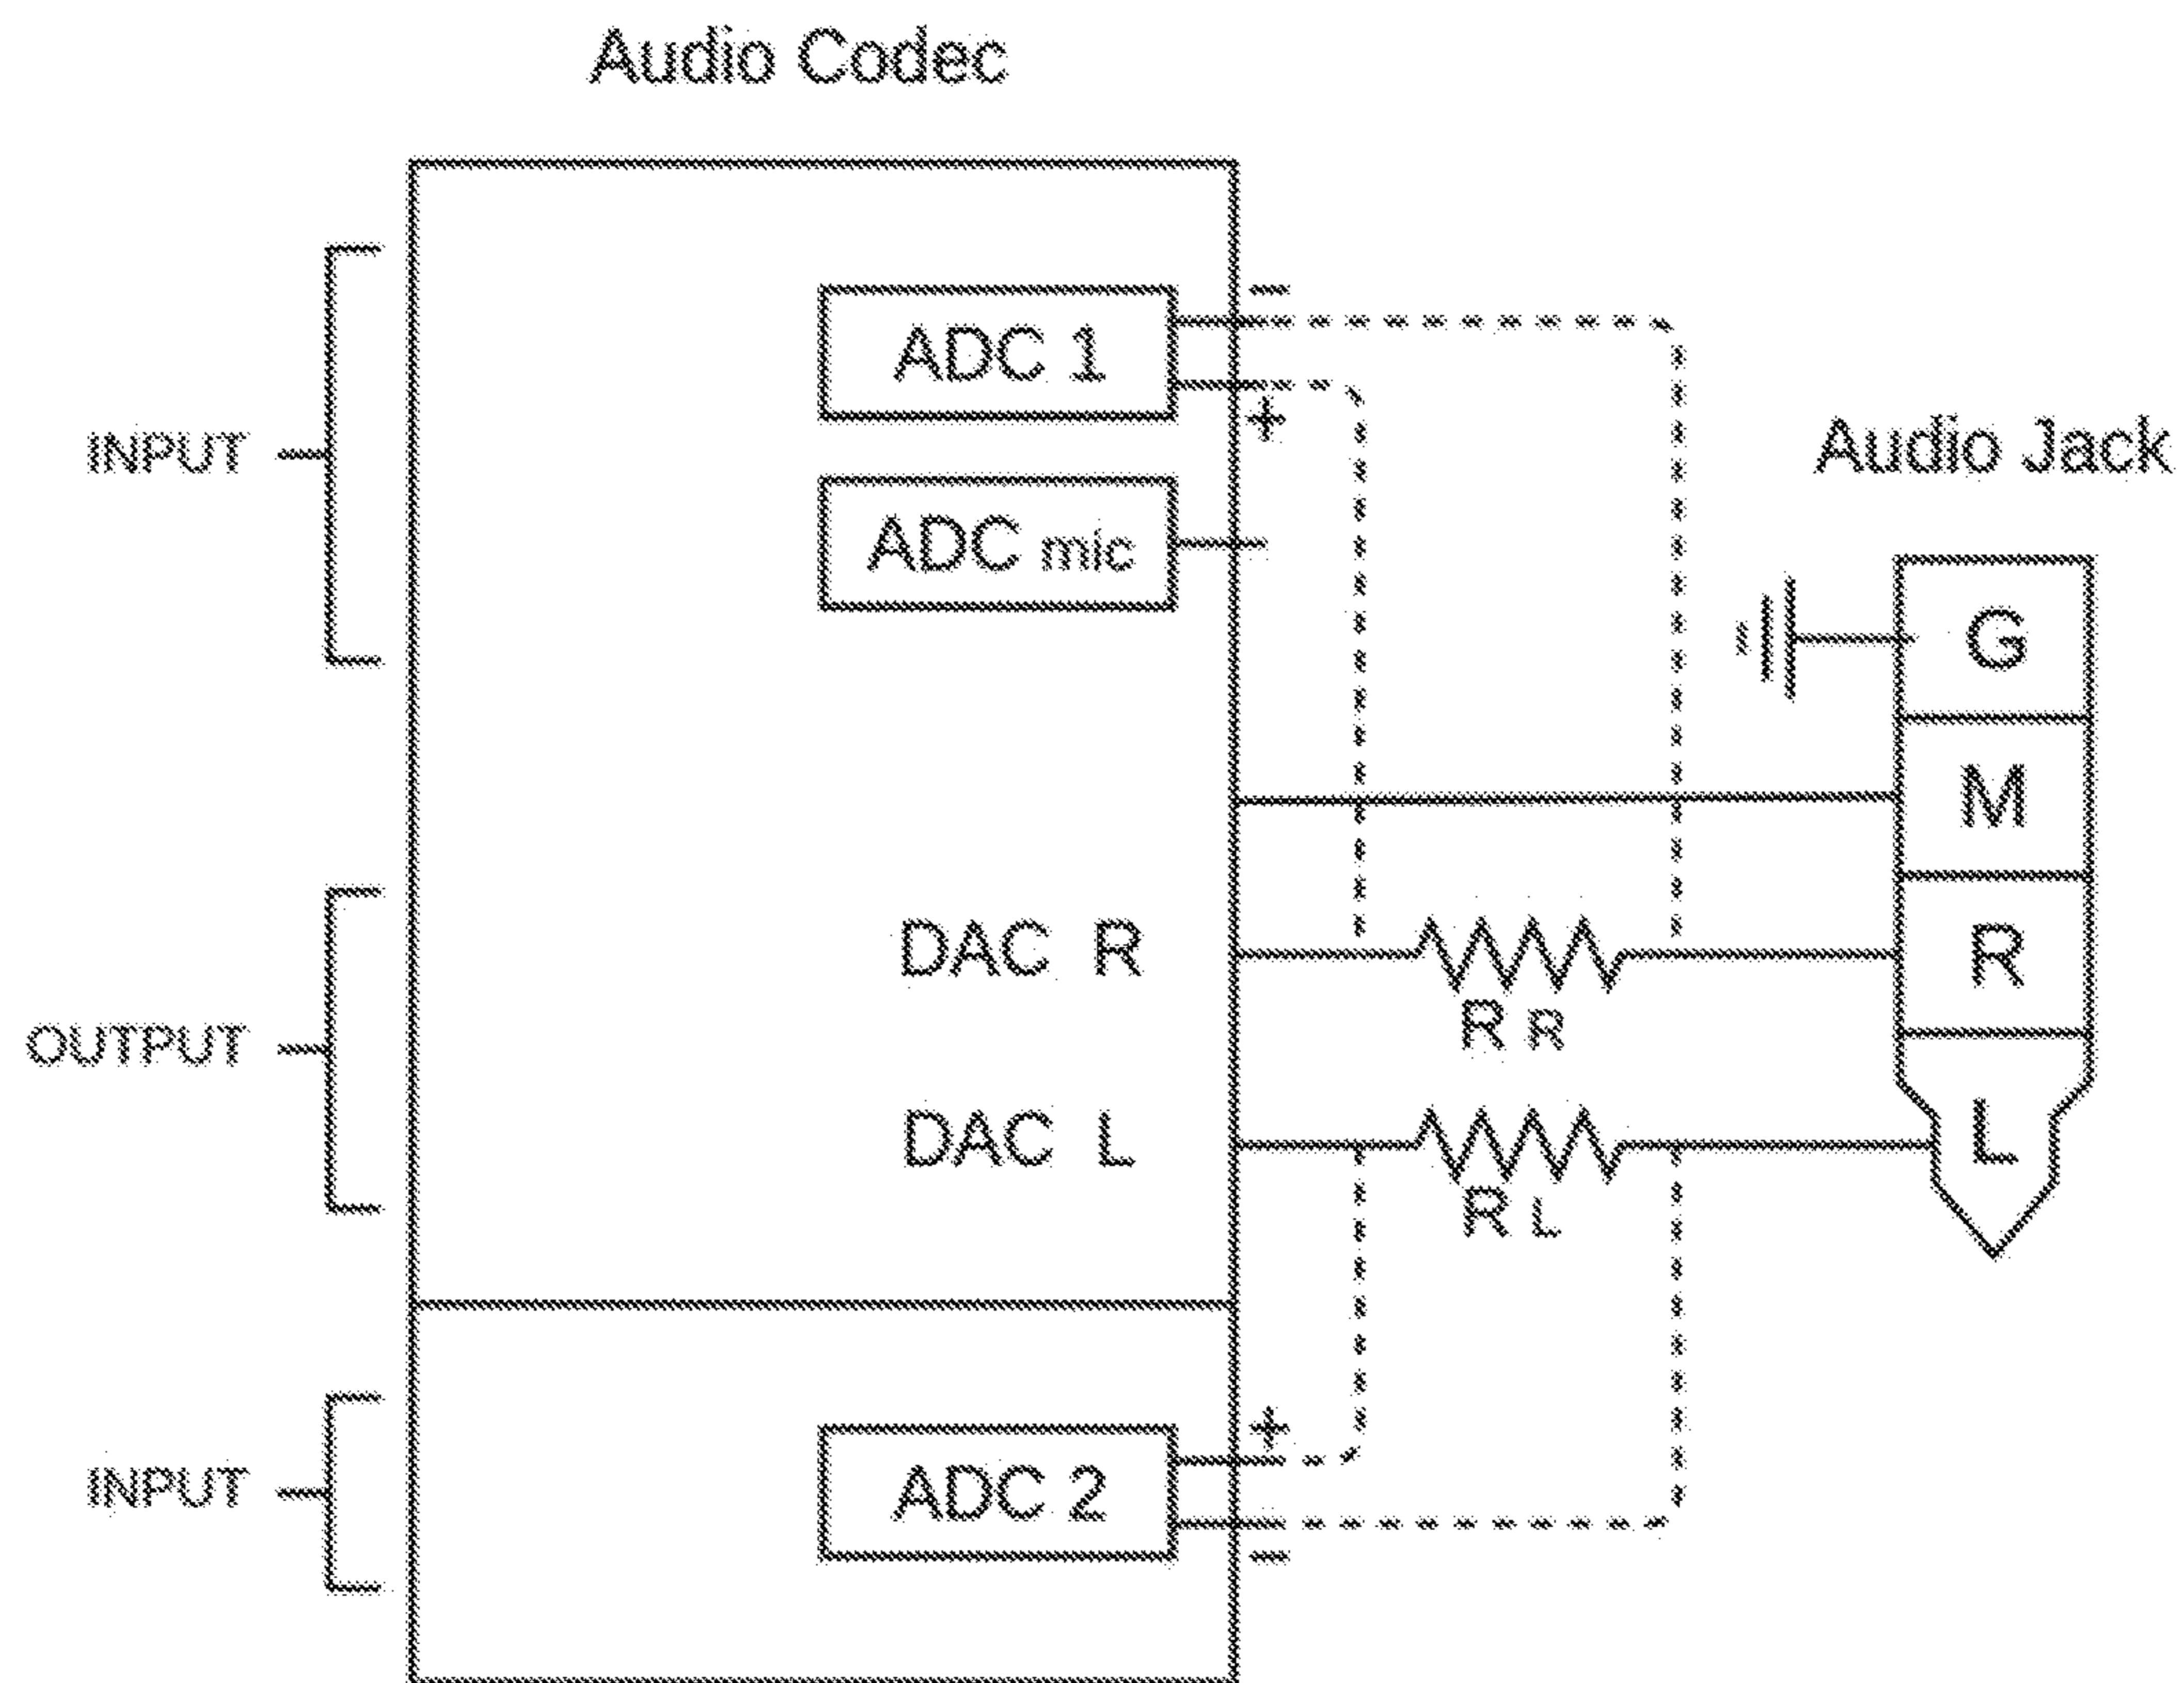 Audio Codec
INPUT
ADC 1
−
+
ADC mic
Audio Jack
G
M
R
L
OUTPUT
DAC R
R R
DAC L
R L
INPUT
ADC 2
+
−